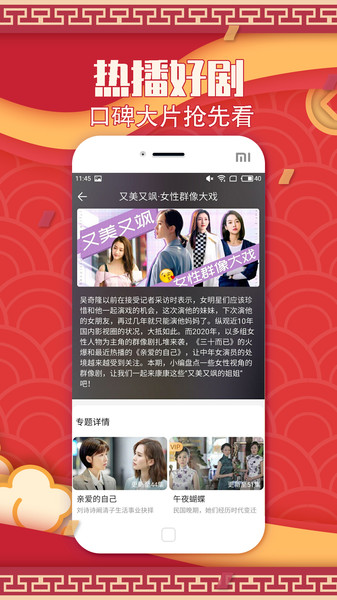 热播好剧
口碑大片抢先看
MI
11:45
40
又美又飒·女性群像大戏
又美又飒
女性群像大戏
吴奇隆以前在接受记者采访时表示，女明星们应该珍
惜和他一起演戏的机会，这次演他的妹妹，下次演他
的女朋友，再过几年就只能演他妈妈了。纵观近10年
国内影视圈的状况，大抵如此。而2020年，以多组女
性人物为主角的群像剧扎堆来袭，《三十而已》的火
爆和最近热播的《亲爱的自己》，让中年女演员的处
境越来越受到关注。本期，小编盘点一些女性视角的
群像剧，让我们一起来康康这些“又美又飒的姐姐”
吧！
专题详情
更新至44集
VIP
更新至51集
亲爱的自己
午夜蝴蝶
刘诗诗阚清子生活事业抉择
民国晚期，她们经历时代变迁